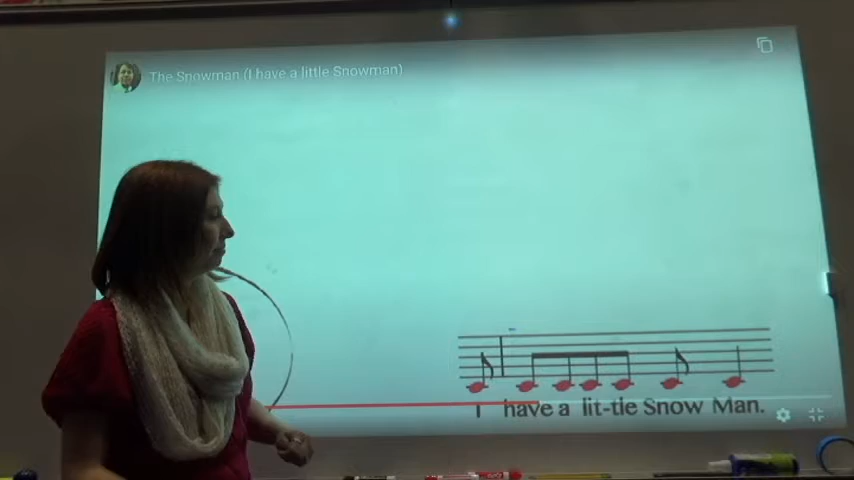 The Snowman (I have a little Snowman)
I have a lit-tle Snow Man.